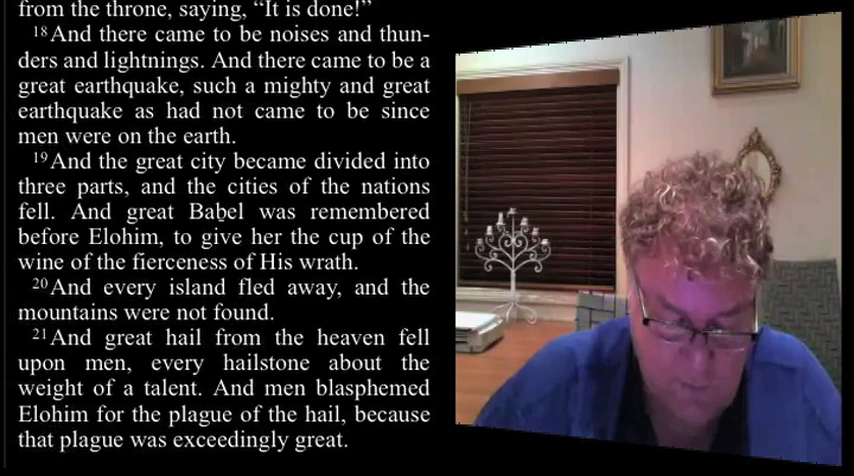 from the throne, saying, “It is done!”
18And there came to be noises and thun-
ders and lightnings. And there came to be a
great earthquake, such a mighty and great
earthquake as had not came to be since
men were on the earth.
19And the great city became divided into
three parts, and the cities of the nations
fell. And great Babel was remembered
before Elohim, to give her the cup of the
wine of the fierceness of His wrath.
20And every island fled away, and the
mountains were not found.
21And great hail from the heaven fell
upon men, every hailstone about the
weight of a talent. And men blasphemed
Elohim for the plague of the hail, because
that plague was exceedingly great.